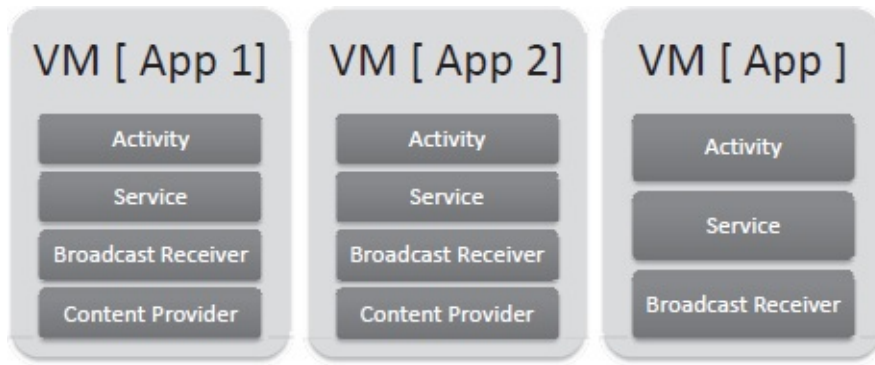 VM [ App 1]
Activity
Service
Broadcast Receiver
Content Provider
VM [ App 2]
Activity
Service
Broadcast Receiver
Content Provider
VM [ App ]
Activity
Service
Broadcast Receiver